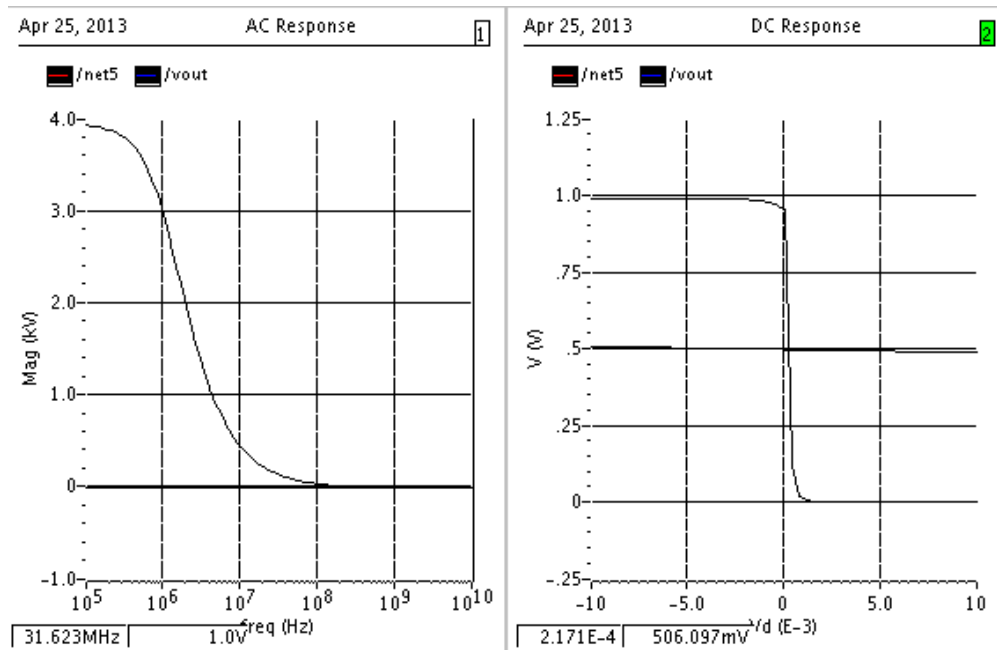 Apr 25, 2013 AC Response 1
/net5 /vout
4.0
3.0
2.0
1.0
0
-1.0
Mag (kV)
10^5 10^6 10^7 10^8 10^9 10^10
freq (Hz)
31.623MHz 1.0V
Apr 25, 2013 DC Response 2
/net5 /vout
1.25
1.0
.75
.5
.25
0
-.25
V (V)
-10 -5.0 0 5.0 10
/d (E-3)
2.171E-4 506.097mV